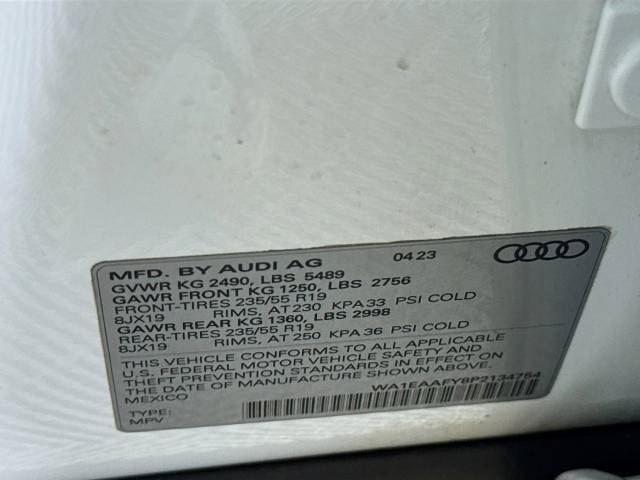 MFD. BY AUDI AG 04 23
GVWR KG 2490, LBS 5489
GAWR FRONT KG 1250, LBS 2756
FRONT-TIRES 235/55 R19
8JX19 RIMS, AT 230 KPA 33 PSI COLD
GAWR REAR KG 1360, LBS 2998
REAR-TIRES 235/55 R19
8JX19 RIMS, AT 250 KPA 36 PSI COLD
THIS VEHICLE CONFORMS TO ALL APPLICABLE
U.S. FEDERAL MOTOR VEHICLE SAFETY AND
THEFT PREVENTION STANDARDS IN EFFECT ON
THE DATE OF MANUFACTURE SHOWN ABOVE.
MEXICO WA1EAAFY8P2134754
TYPE:
MPV